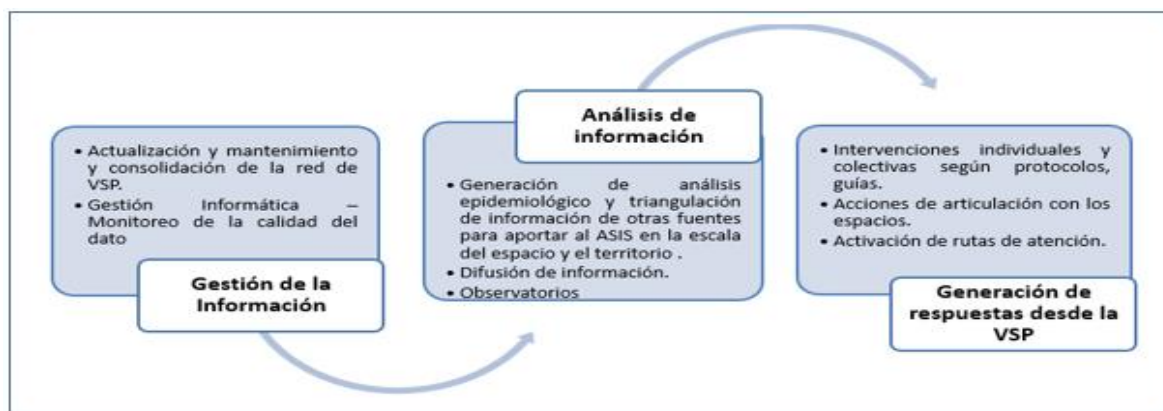 • Actualización y mantenimiento
y consolidación de la red de
VSP.
• Gestión Informática –
Monitoreo de la calidad del
dato
Gestión de la
Información
Análisis de
información
• Generación de análisis
epidemiológico y triangulación
de información de otras fuentes
para aportar al ASIS en la escala
del espacio y el territorio .
• Difusión de información.
• Observatorios
• Intervenciones individuales y
colectivas según protocolos,
guías.
• Acciones de articulación con los
espacios.
• Activación de rutas de atención.
Generación de
respuestas desde la
VSP